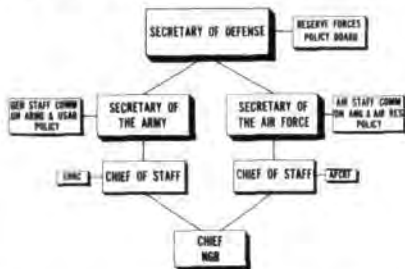 SECRETARY OF DEFENSE
RESERVE FORCES
POLICY BOARD
GEN STAFF COMM
ON ARNG & USAR
POLICY
SECRETARY OF
THE ARMY
SECRETARY OF
THE AIR FORCE
AIR STAFF COMM
ON ANG & AIR RES
POLICY
CHIEF OF STAFF
CHIEF OF STAFF
CHIEF
NGB